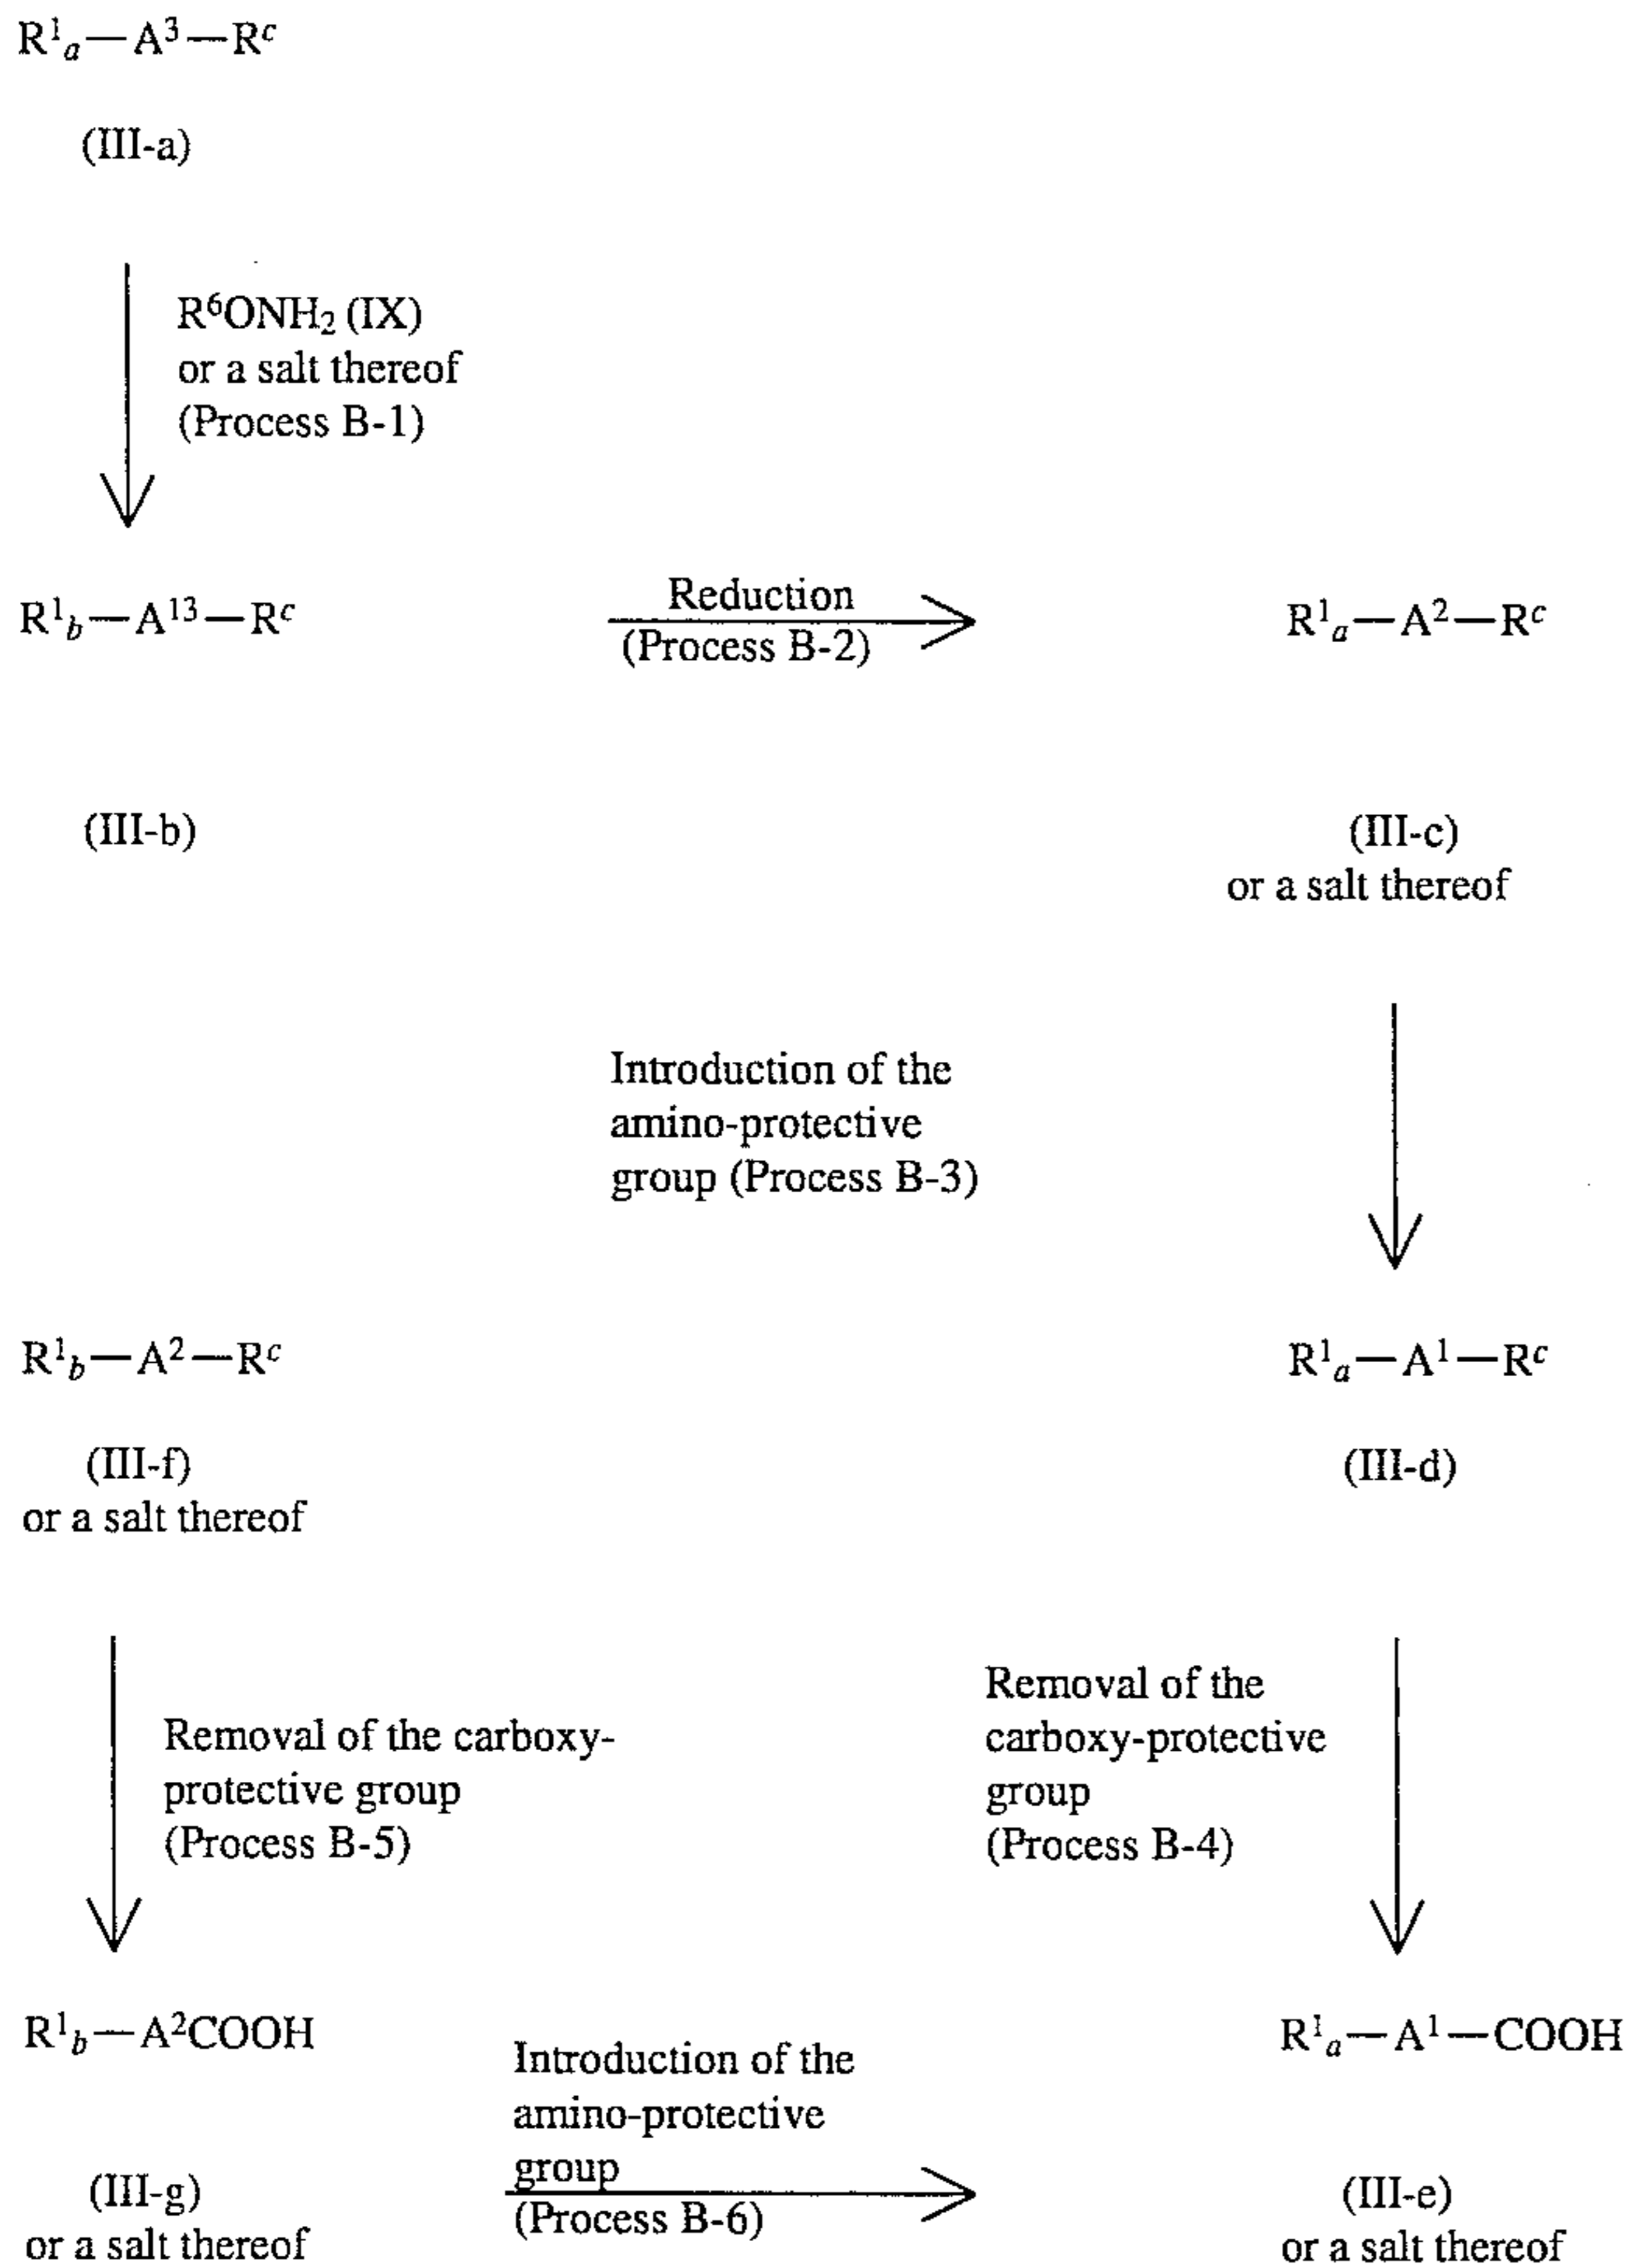 R¹ₐ—A³—Rᶜ
(III-a)
R⁶ONH₂ (IX)
or a salt thereof
(Process B-1)
R¹b—A¹³—Rᶜ
Reduction
(Process B-2)
R¹ₐ—A²—Rᶜ
(III-b)
(III-c)
or a salt thereof
Introduction of the
amino-protective
group (Process B-3)
R¹b—A²—Rᶜ
R¹ₐ—A¹—Rᶜ
(III-f)
or a salt thereof
(III-d)
Removal of the carboxy-
protective group
(Process B-5)
Removal of the
carboxy-protective
group
(Process B-4)
R¹b—A²COOH
R¹ₐ—A¹—COOH
Introduction of the
amino-protective
group
(Process B-6)
(III-g)
or a salt thereof
(III-e)
or a salt thereof